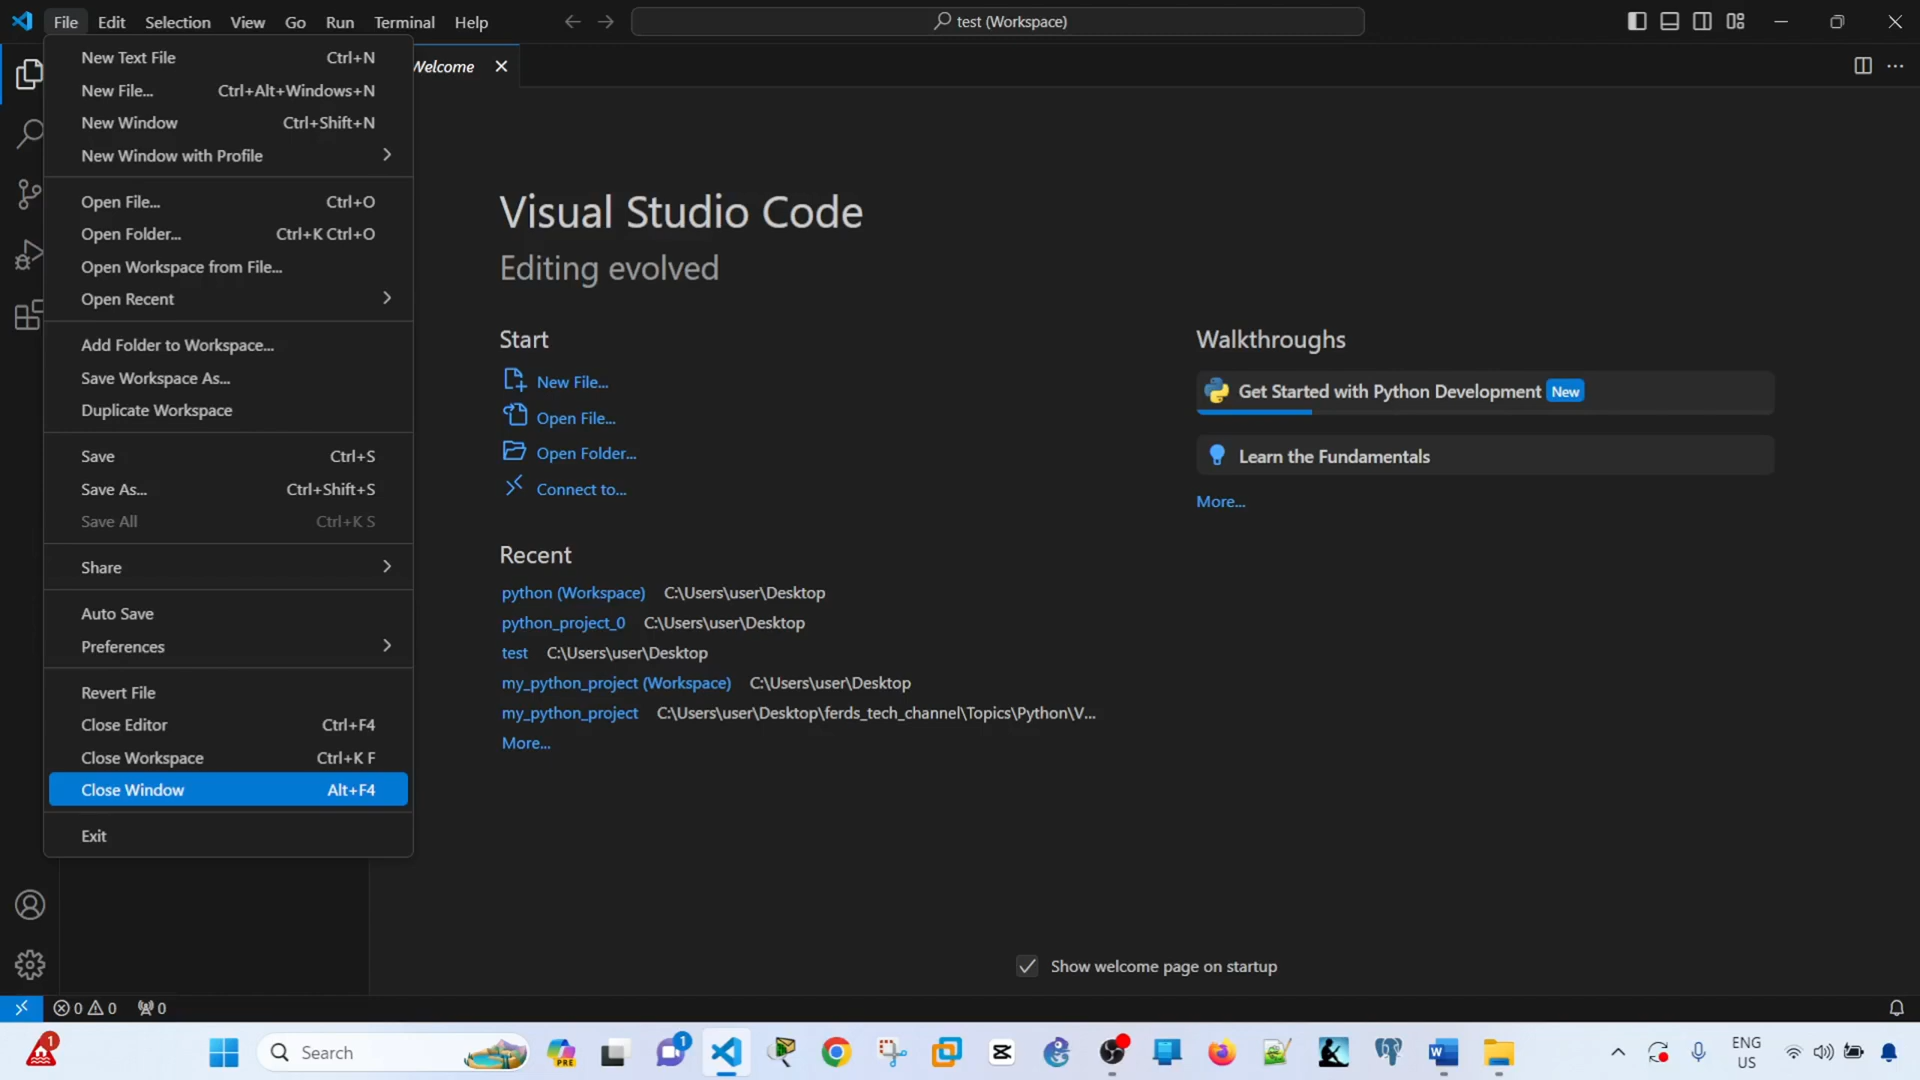 File Edit Selection View Go Run Terminal Help
test (Workspace)
New Text File Ctrl+N
New File... Ctrl+Alt+Windows+N
New Window Ctrl+Shift+N
New Window with Profile
Open File... Ctrl+O
Open Folder... Ctrl+K Ctrl+O
Open Workspace from File...
Open Recent
Add Folder to Workspace...
Save Workspace As...
Duplicate Workspace
Save Ctrl+S
Save As... Ctrl+Shift+S
Save All Ctrl+K S
Share
Auto Save
Preferences
Revert File
Close Editor Ctrl+F4
Close Workspace Ctrl+K F
Close Window Alt+F4
Exit
Welcome
Visual Studio Code
Editing evolved
Start
New File...
Open File...
Open Folder...
Connect to...
Recent
python (Workspace) C:\Users\user\Desktop
python_project_0 C:\Users\user\Desktop
test C:\Users\user\Desktop
my_python_project (Workspace) C:\Users\user\Desktop
my_python_project C:\Users\user\Desktop\ferds_tech_channel\Topics\Python\V...
More...
Walkthroughs
Get Started with Python Development New
Learn the Fundamentals
More...
Show welcome page on startup
0 0 0
1
Search
PRE
1
W
ENG
US